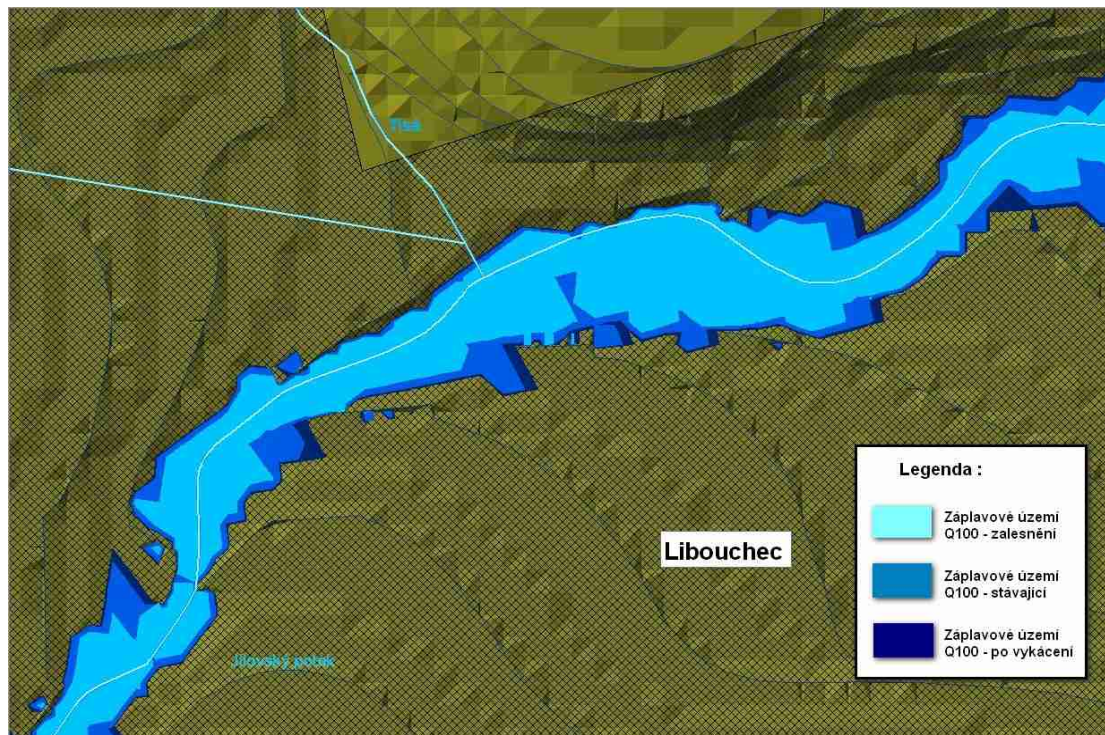 Tisá
Legenda :
Záplavové území
Q100 - zalesnění
Záplavové území
Q100 - stávající
Záplavové území
Q100 - po vykácení
Libouchec
Jílovský potok